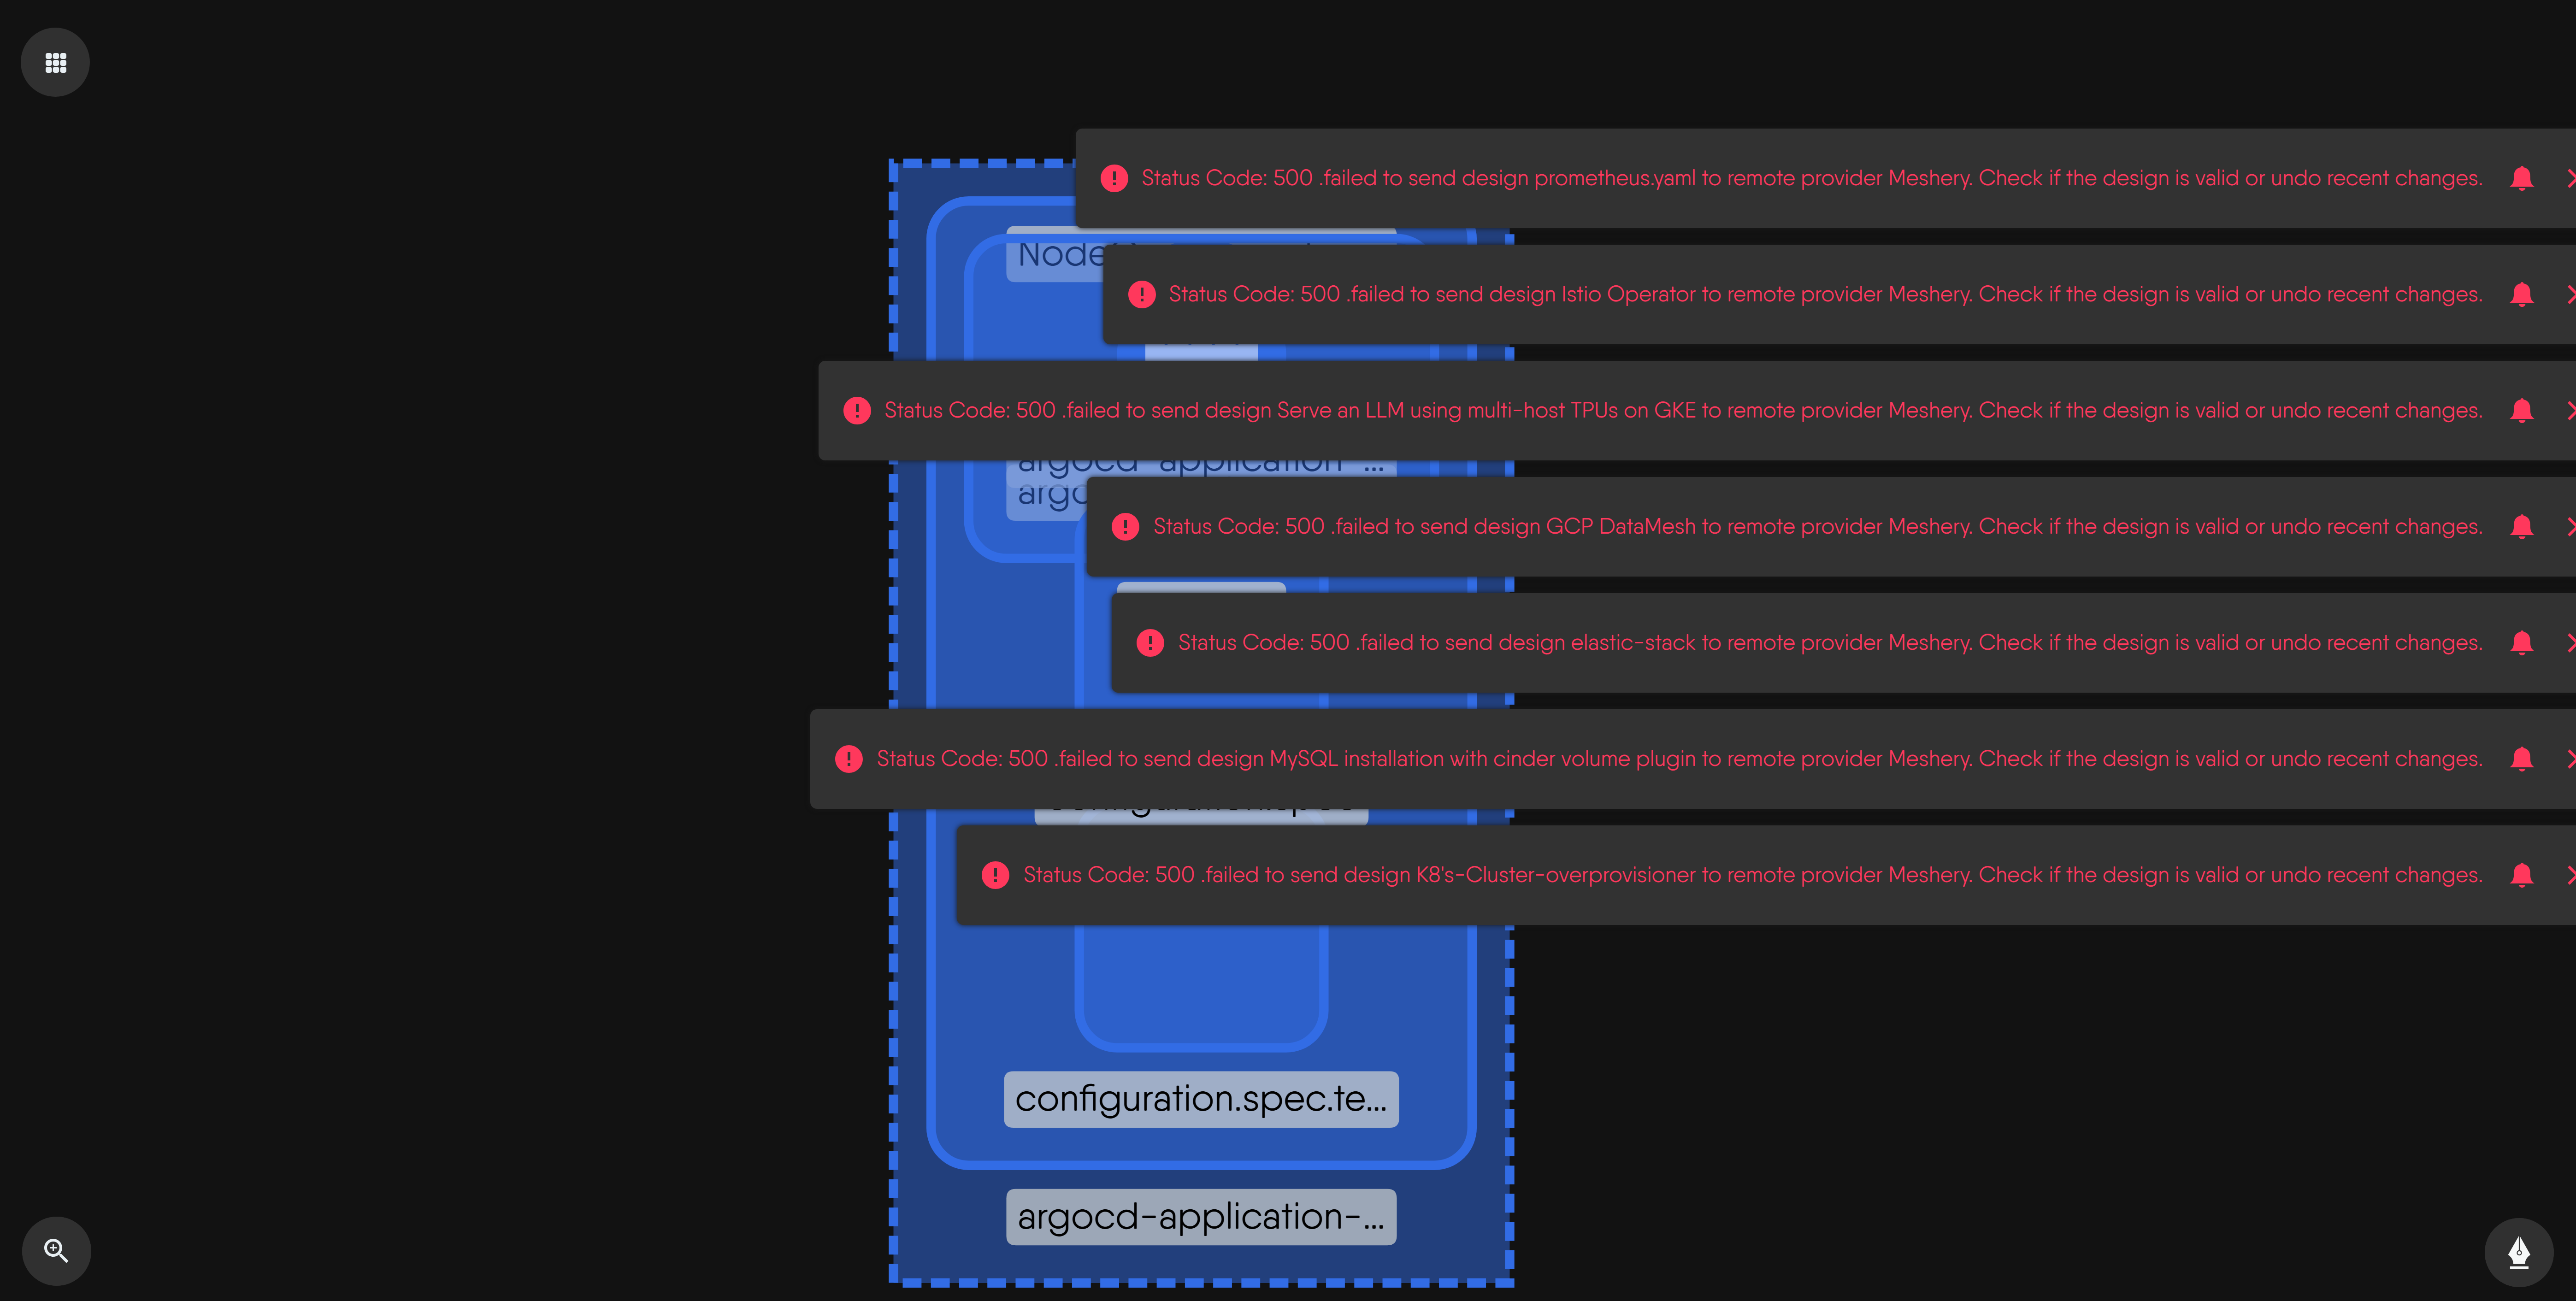 Status Code: 500 .failed to send design prometheus.yaml to remote provider Meshery. Check if the design is valid or undo recent changes.
Node
Status Code: 500 .failed to send design Istio Operator to remote provider Meshery. Check if the design is valid or undo recent changes.
Status Code: 500 .failed to send design Serve an LLM using multi-host TPUs on GKE to remote provider Meshery. Check if the design is valid or undo recent changes.
argocd-application-...
argo
Status Code: 500 .failed to send design GCP DataMesh to remote provider Meshery. Check if the design is valid or undo recent changes.
Status Code: 500 .failed to send design elastic-stack to remote provider Meshery. Check if the design is valid or undo recent changes.
Status Code: 500 .failed to send design MySQL installation with cinder volume plugin to remote provider Meshery. Check if the design is valid or undo recent changes.
Status Code: 500 .failed to send design K8's-Cluster-overprovisioner to remote provider Meshery. Check if the design is valid or undo recent changes.
configuration.spec.te...
argocd-application-...